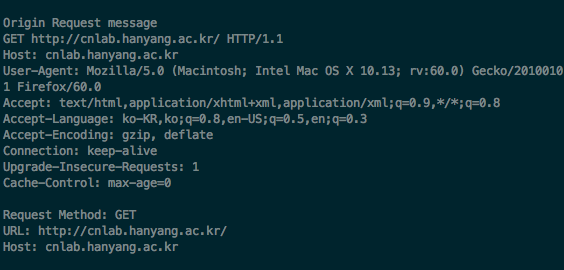 Origin Request message
GET http://cnlab.hanyang.ac.kr/ HTTP/1.1
Host: cnlab.hanyang.ac.kr
User-Agent: Mozilla/5.0 (Macintosh; Intel Mac OS X 10.13; rv:60.0) Gecko/2010010
1 Firefox/60.0
Accept: text/html,application/xhtml+xml,application/xml;q=0.9,*/*;q=0.8
Accept-Language: ko-KR,ko;q=0.8,en-US;q=0.5,en;q=0.3
Accept-Encoding: gzip, deflate
Connection: keep-alive
Upgrade-Insecure-Requests: 1
Cache-Control: max-age=0

Request Method: GET
URL: http://cnlab.hanyang.ac.kr/
Host: cnlab.hanyang.ac.kr